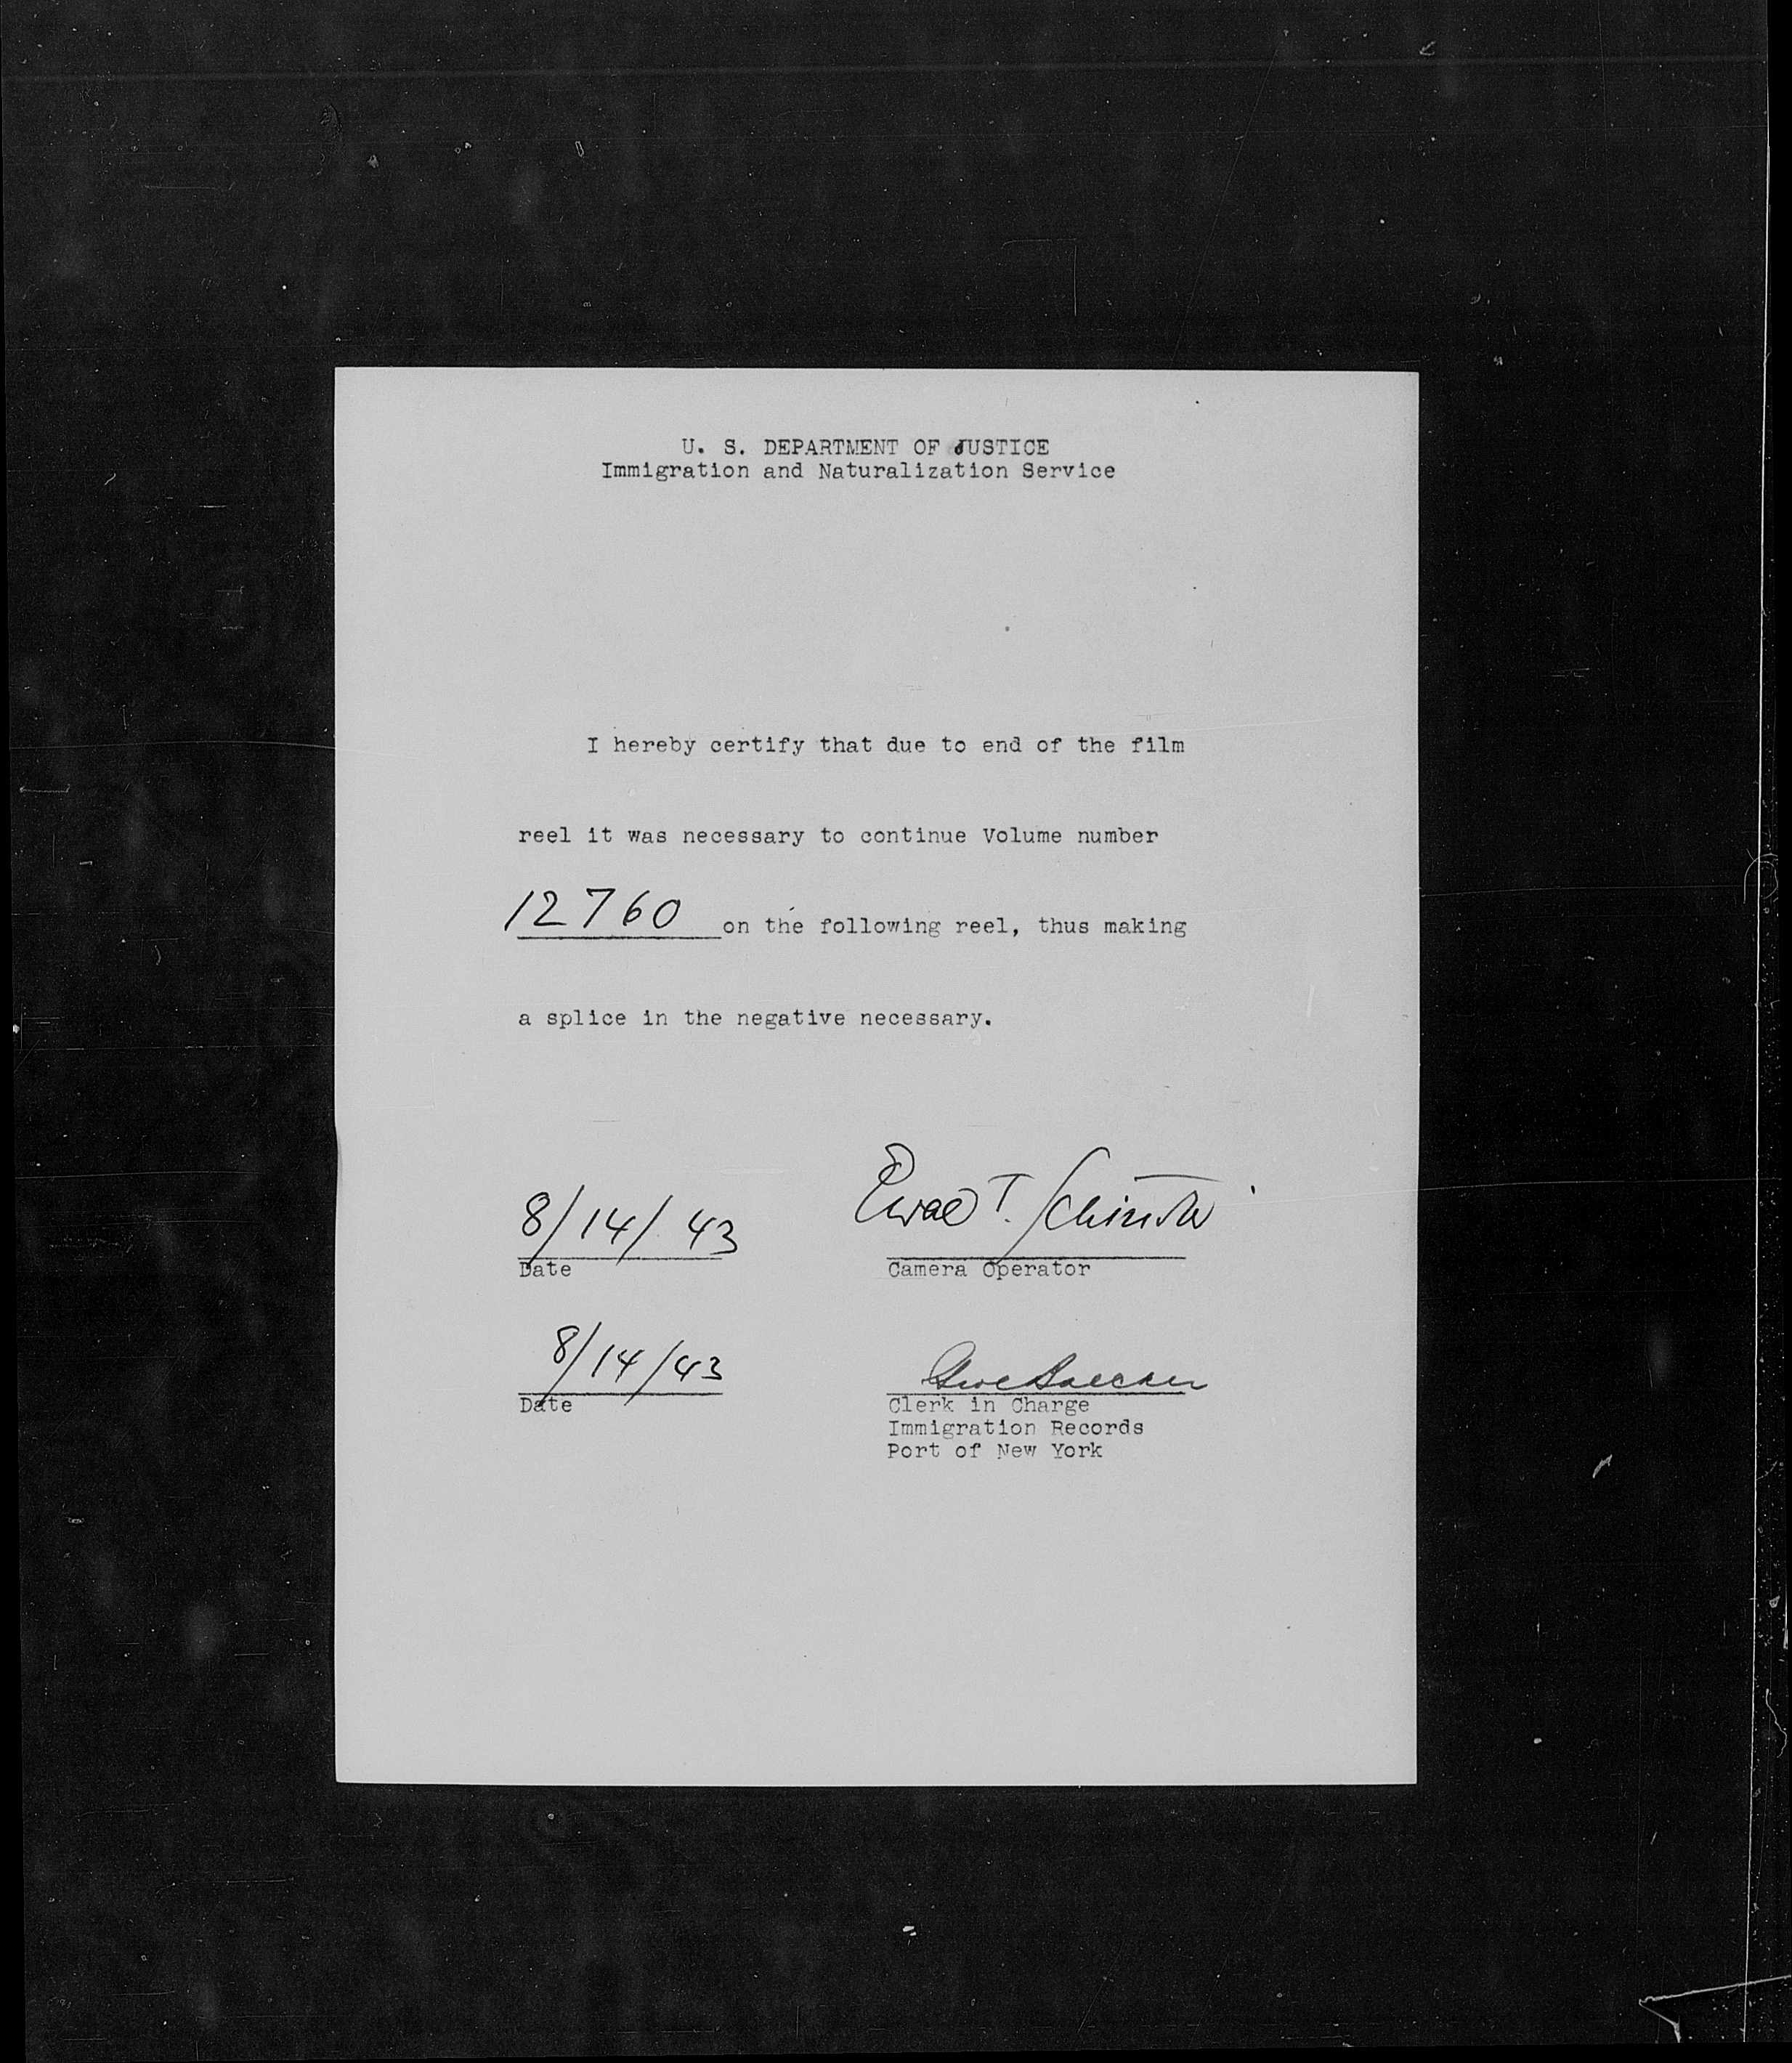 U. S. DEPARTMENT OF JUSTICE
Immigration and Naturalization Service
I hereby certify that due to end of the film
reel it was necessary to continue Volume number
12760 on the following reel, thus making
a splice in the negative necessary.
8/14/43
Date
T.
Camera Operator
8/14/43
Date
Clerk in Charge
Immigration Records
Port of New York